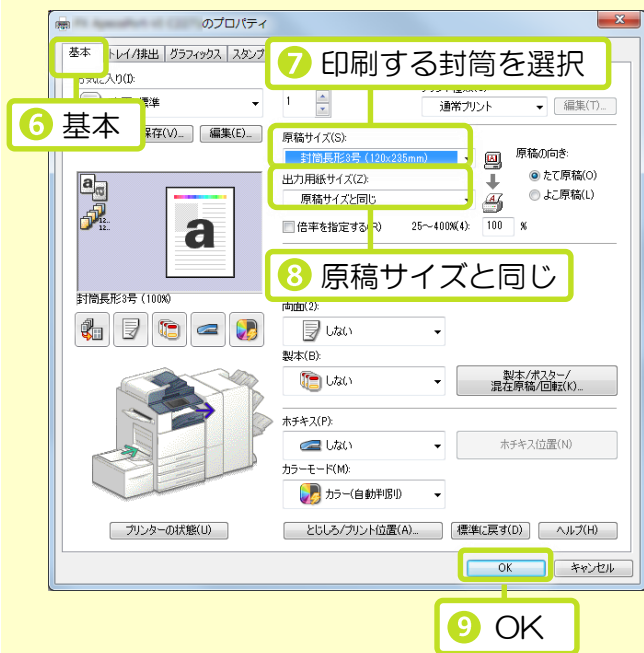 のプロパティ
基本
トレイ/排出
グラフィックス
スタンプ
❼ 印刷する封筒を選択
❻ 基本
1
通常プリント
編集(T)...
保存(V)...
編集(E)...
原稿サイズ(S):
封筒長形3号 (120x235mm)
原稿の向き:
たて原稿(O)
よこ原稿(L)
出力用紙サイズ(Z):
原稿サイズと同じ
倍率を指定する(R)
25～400%(4):
100
%
❽ 原稿サイズと同じ
a
12..
12..
a
封筒長形3号 (100%)
両面(2):
しない
製本(B):
しない
製本/ポスター/
混在原稿/回転(K)...
ホチキス(P):
しない
ホチキス位置(N)
カラーモード(M):
カラー(自動判別)
プリンターの状態(U)
とじしろ/プリント位置(A)...
標準に戻す(D)
ヘルプ(H)
OK
キャンセル
❾ OK